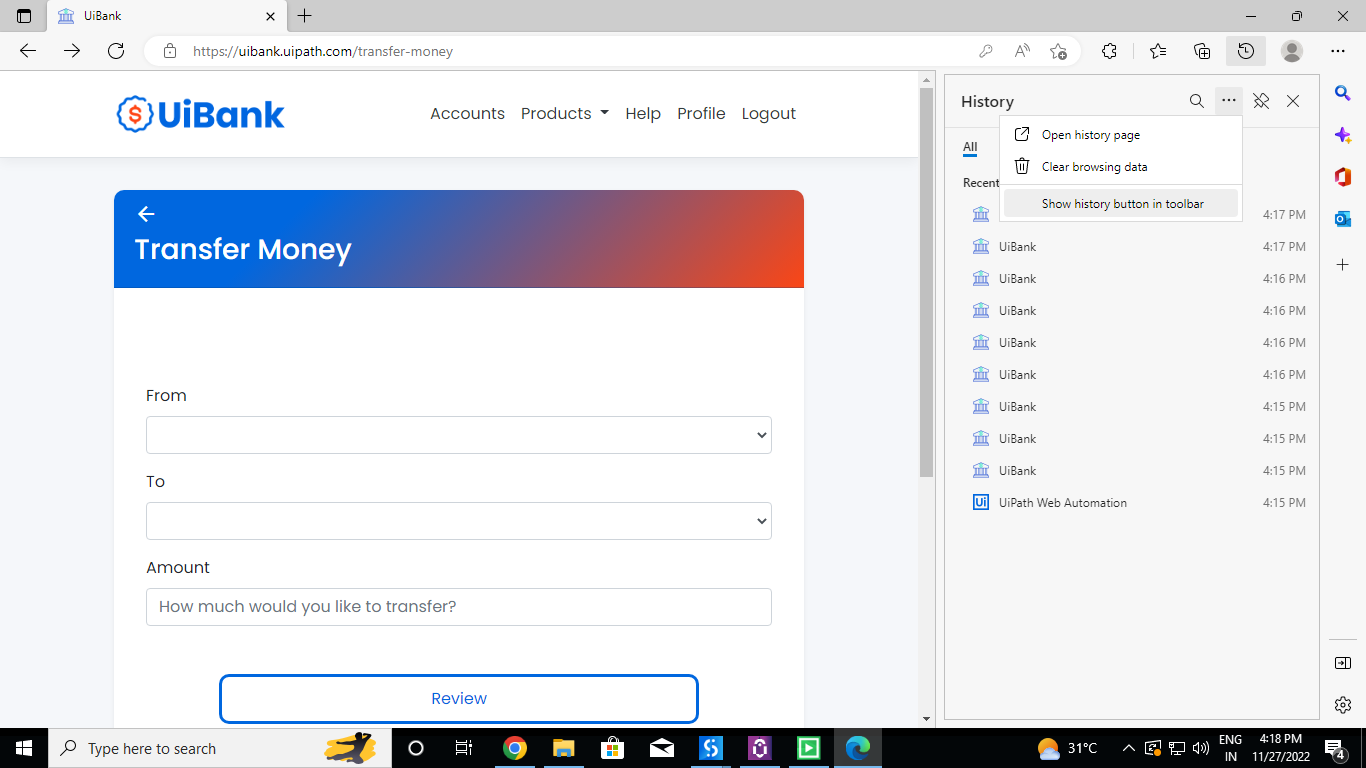 UiBank
https://uibank.uipath.com/transfer-money
UiBank
Accounts Products Help Profile Logout
Transfer Money
From
To
Amount
How much would you like to transfer?
Review
History
Open history page
Clear browsing data
Show history button in toolbar
All
Recent
4:17 PM
UiBank 4:17 PM
UiBank 4:16 PM
UiBank 4:16 PM
UiBank 4:16 PM
UiBank 4:16 PM
UiBank 4:15 PM
UiBank 4:15 PM
UiBank 4:15 PM
Ui UiPath Web Automation 4:15 PM
Type here to search
31°C
ENG
IN
4:18 PM
11/27/2022
4